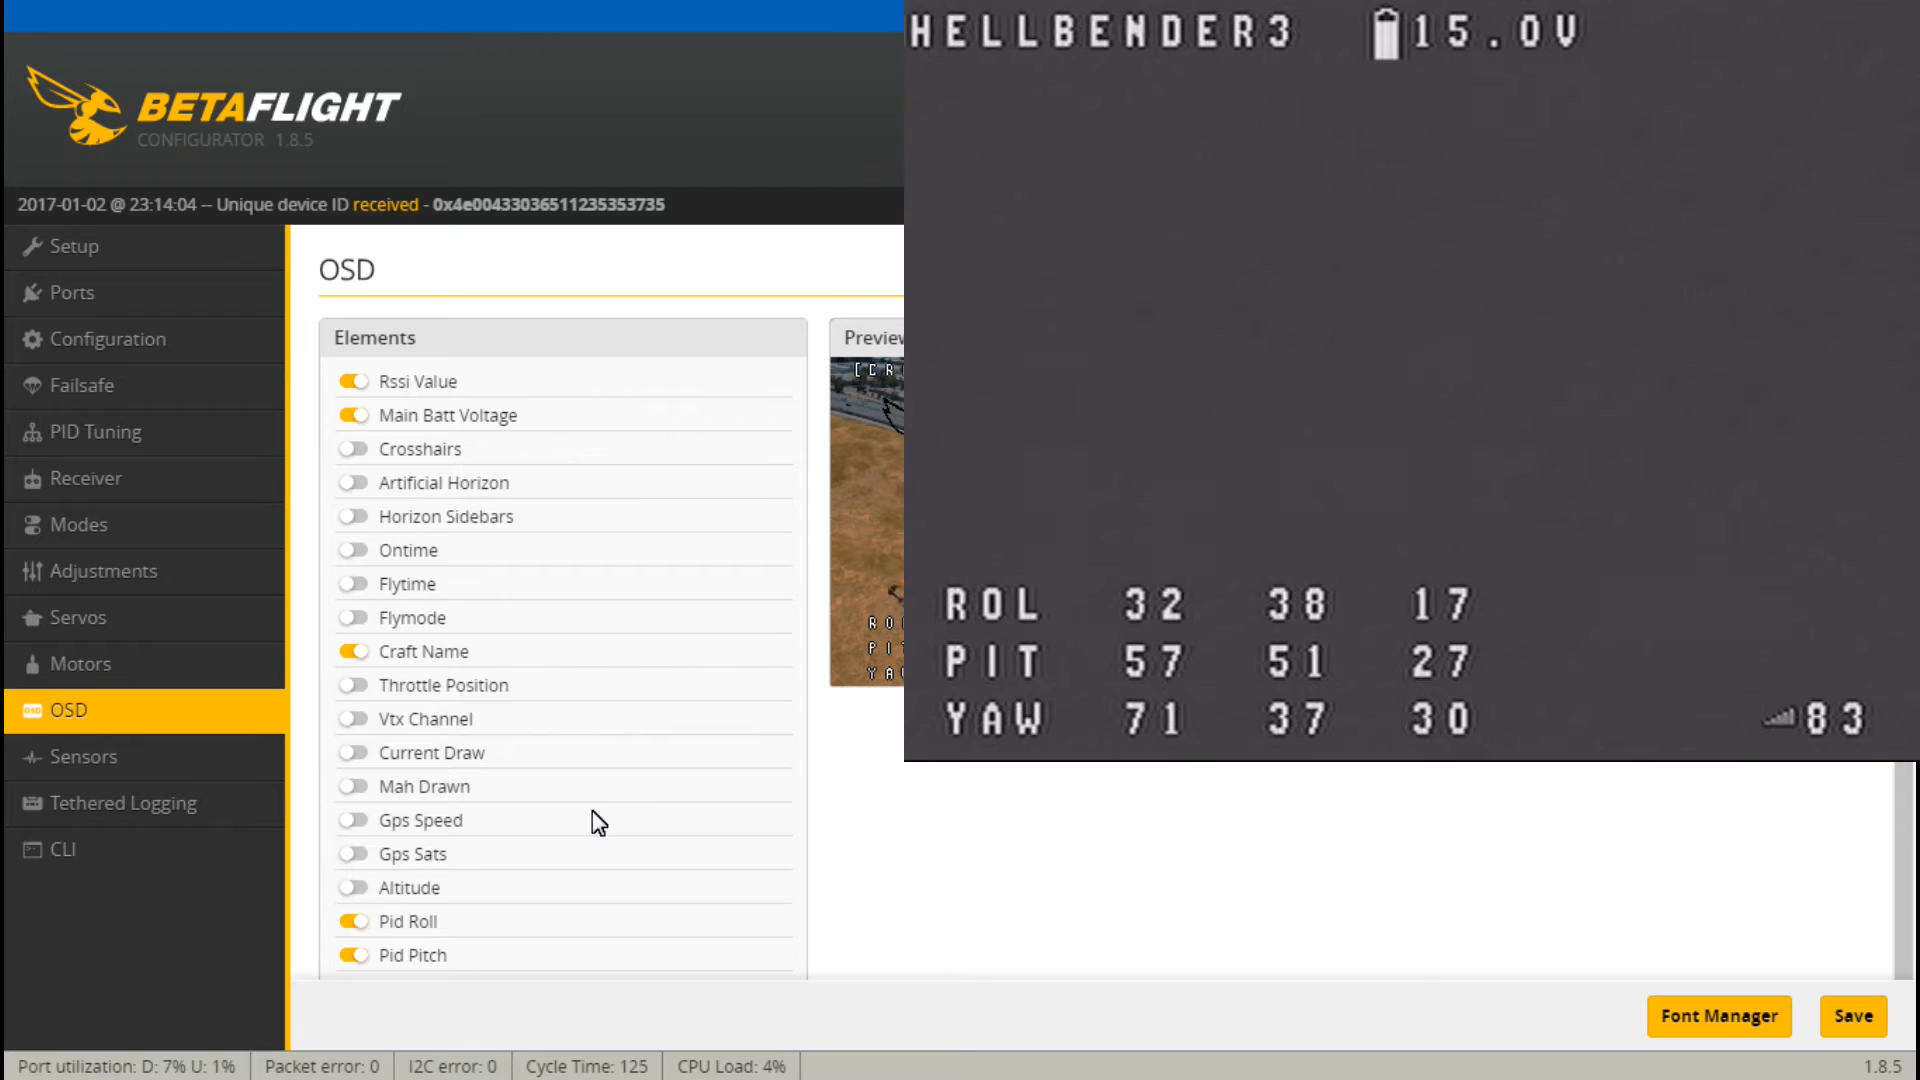 BETAFLIGHT
CONFIGURATOR 1.8.5
2017-01-02 @ 23:14:04 -- Unique device ID received - 0x4e00433036511235353735
Setup
Ports
Configuration
Failsafe
PID Tuning
Receiver
Modes
Adjustments
Servos
Motors
OSD
Sensors
Tethered Logging
CLI
OSD
Elements
Rssi Value
Main Batt Voltage
Crosshairs
Artificial Horizon
Horizon Sidebars
Ontime
Flytime
Flymode
Craft Name
Throttle Position
Vtx Channel
Current Draw
Mah Drawn
Gps Speed
Gps Sats
Altitude
Pid Roll
Pid Pitch
Preview
[CR
RO
PI
YA
HELLBENDER3 15.0V
ROL 32 38 17
PIT 57 51 27
YAW 71 37 30 83
Font Manager Save
Port utilization: D: 7% U: 1% Packet error: 0 I2C error: 0 Cycle Time: 125 CPU Load: 4% 1.8.5